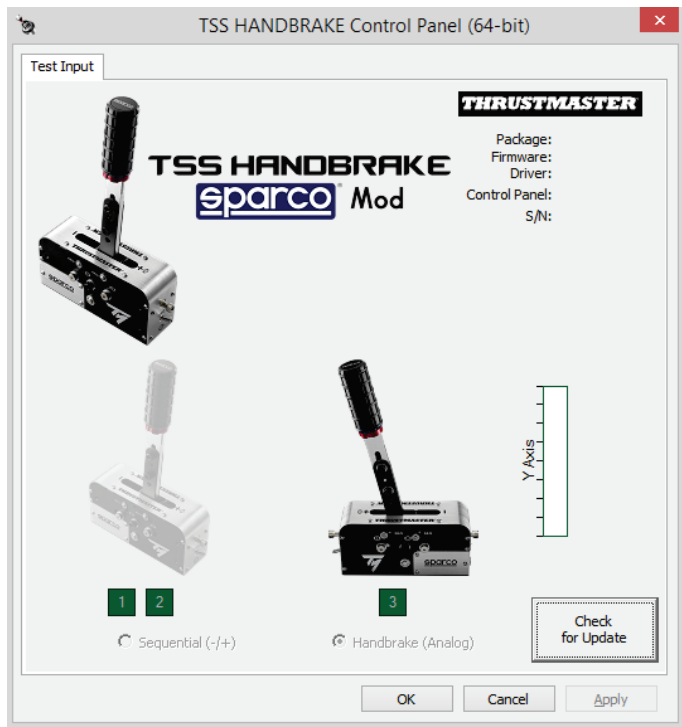 TSS HANDBRAKE Control Panel (64-bit)
Test Input
THRUSTMASTER
Package:
Firmware:
Driver:
Control Panel:
S/N:
TSS HANDBRAKE
sparco Mod
Y Axis
1 2
3
Sequential (-/+)
Handbrake (Analog)
Check
for Update
OK
Cancel
Apply